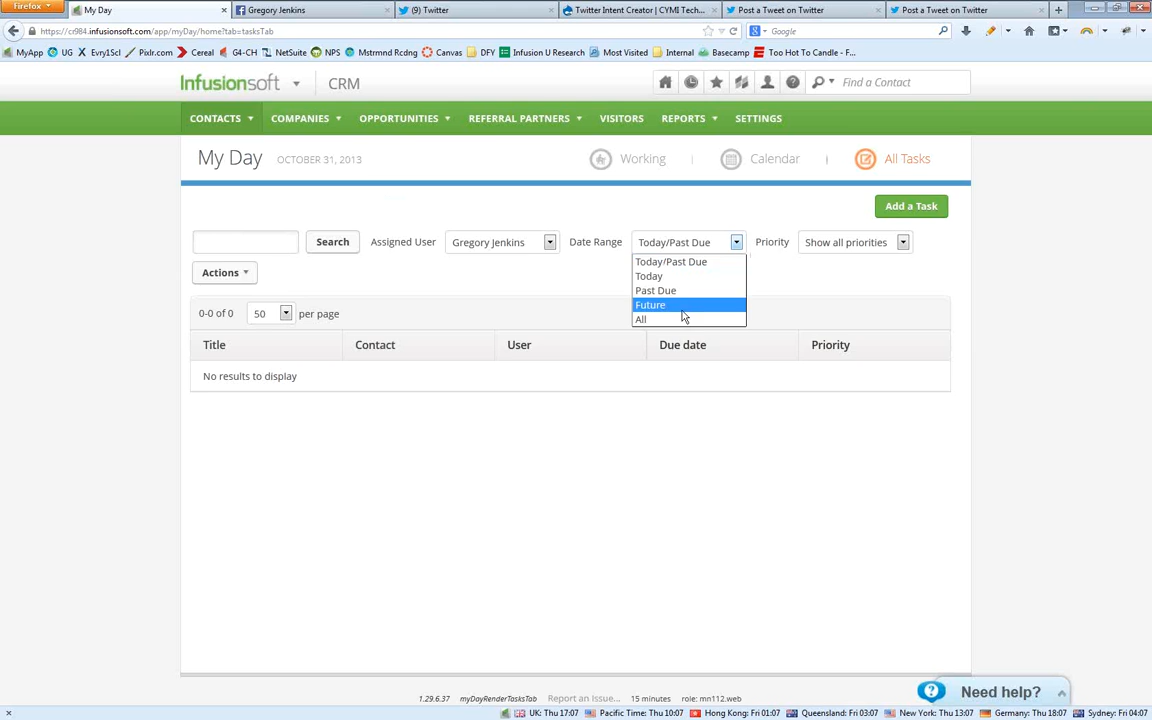 Firefox
My Day
Gregory Jenkins
(9) Twitter
Twitter Intent Creator | CYMI Tech...
Post a Tweet on Twitter
Post a Tweet on Twitter
https://cr984.infusionsoft.com/app/myDay/home?tab=tasksTab
Google
MyApp
UG
Evry1Scl
Pixlr.com
Cereal
G4-CH
NetSuite
NPS
Mstrmnd Rcdng
Canvas
DFY
Infusion U Research
Most Visited
Internal
Basecamp
Too Hot To Candle - F...
Infusionsoft
CRM
Find a Contact
CONTACTS
COMPANIES
OPPORTUNITIES
REFERRAL PARTNERS
VISITORS
REPORTS
SETTINGS
My Day OCTOBER 31, 2013
Working
Calendar
All Tasks
Add a Task
Search
Assigned User
Gregory Jenkins
Date Range
Today/Past Due
Priority
Show all priorities
Today/Past Due
Today
Past Due
Future
All
Actions
0-0 of 0
50
per page
Title
Contact
User
Due date
Priority
No results to display
1.29.6.37
myDayRenderTasksTab
Report an Issue...
15 minutes
role: mn112.web
Need help?
UK: Thu 17:07
Pacific Time: Thu 10:07
Hong Kong: Fri 01:07
Queensland: Fri 03:07
New York: Thu 13:07
Germany: Thu 18:07
Sydney: Fri 04:07